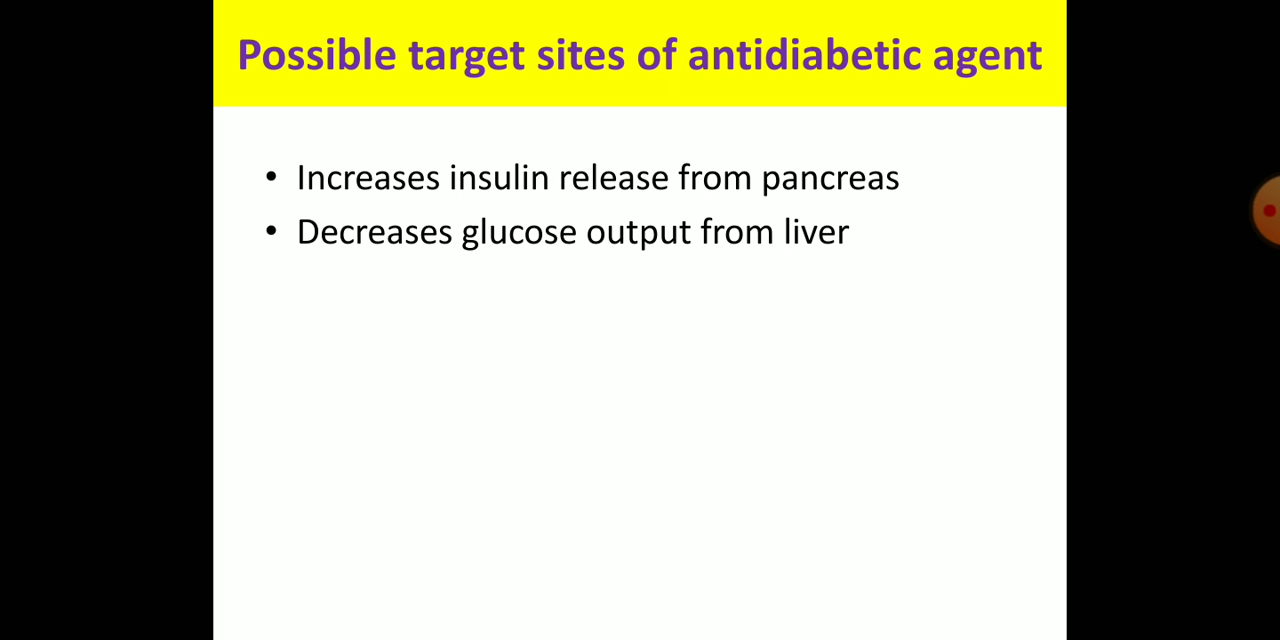 Possible target sites of antidiabetic agent
• Increases insulin release from pancreas
• Decreases glucose output from liver